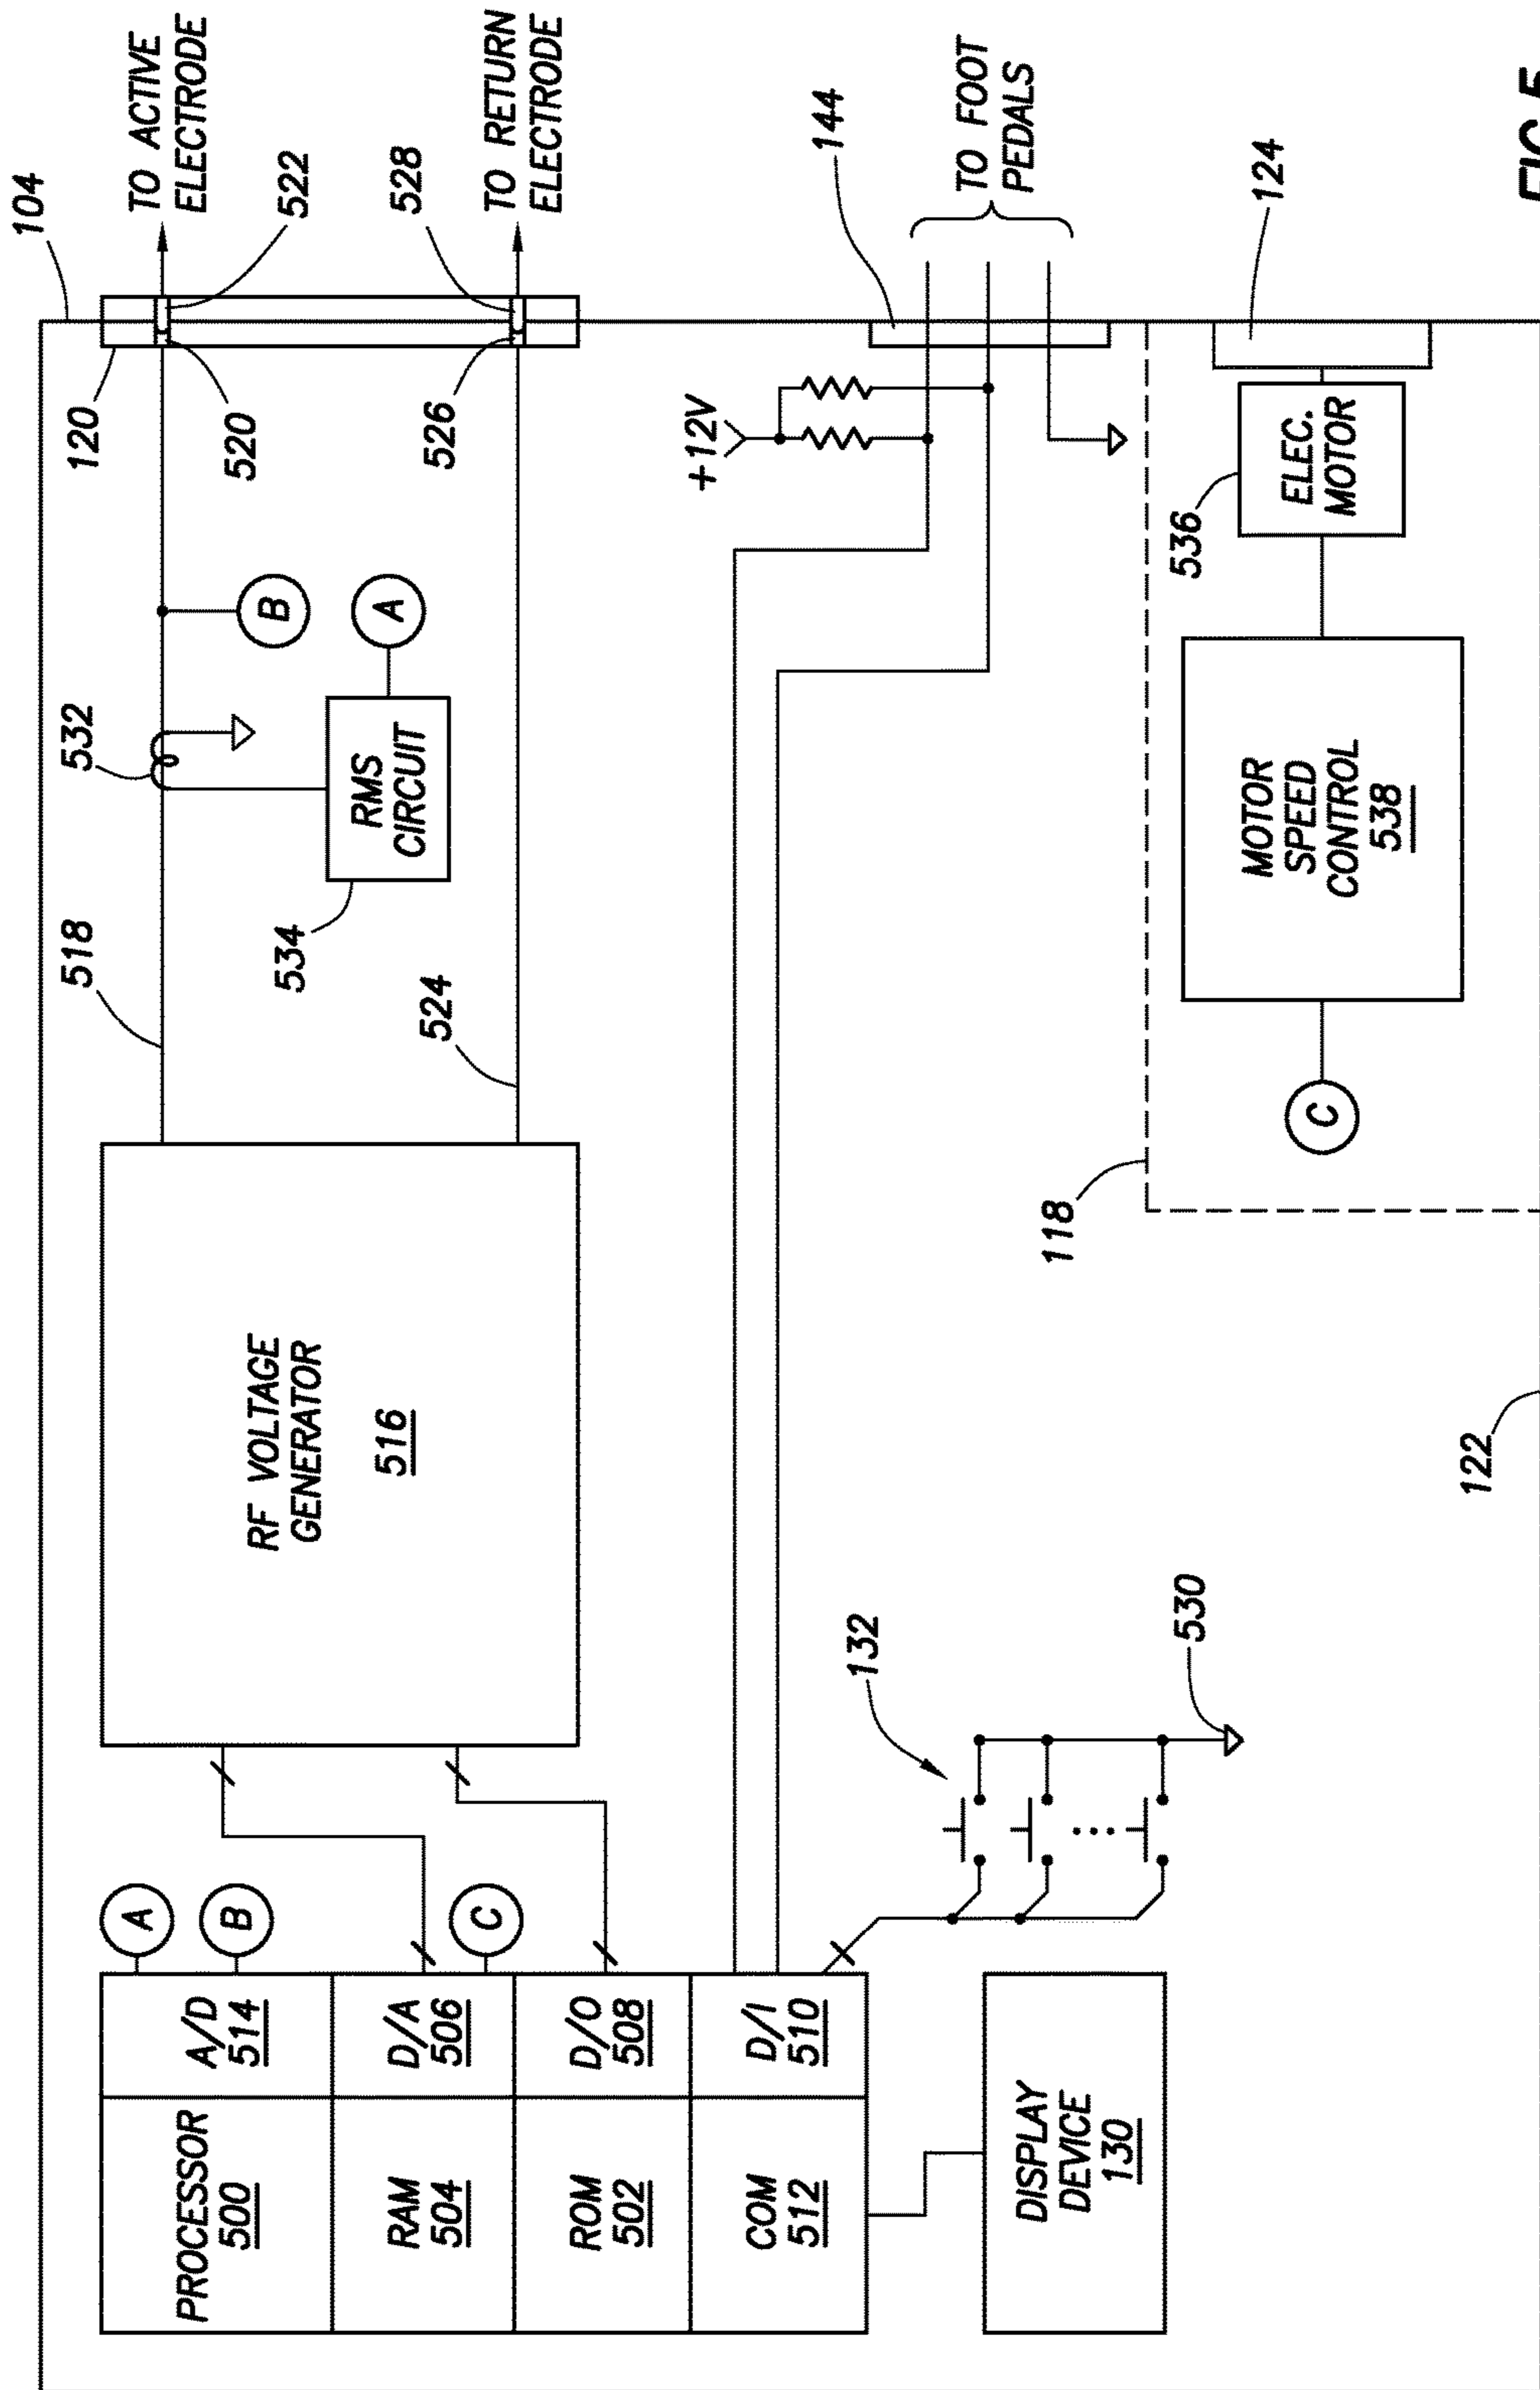 104
TO ACTIVE
ELECTRODE
522
528
TO RETURN
ELECTRODE
144
TO FOOT
PEDALS
124
120
520
526
+12V
536
ELEC.
MOTOR
B
A
532
RMS
CIRCUIT
534
518
524
MOTOR
SPEED
CONTROL
538
C
118
RF VOLTAGE
GENERATOR
516
122
132
530
A
B
C
PROCESSOR
500
A/D
514
RAM
504
D/A
506
ROM
502
D/O
508
COM
512
D/I
510
DISPLAY
DEVICE
130